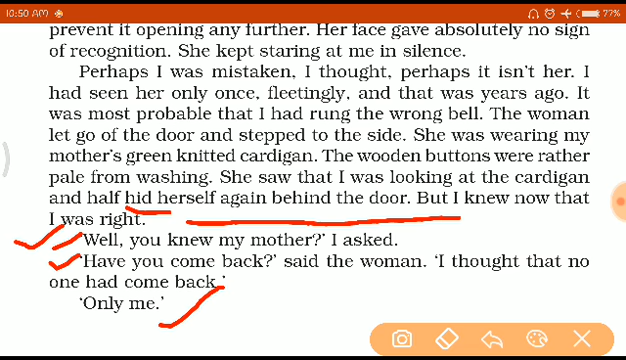 10:50 AM
77%
prevent it opening any further. Her face gave absolutely no sign
of recognition. She kept staring at me in silence.
Perhaps I was mistaken, I thought, perhaps it isn't her. I
had seen her only once, fleetingly, and that was years ago. It
was most probable that I had rung the wrong bell. The woman
let go of the door and stepped to the side. She was wearing my
mother's green knitted cardigan. The wooden buttons were rather
pale from washing. She saw that I was looking at the cardigan
and half hid herself again behind the door. But I knew now that
I was right.
'Well, you knew my mother?' I asked.
'Have you come back?' said the woman. 'I thought that no
one had come back.'
'Only me.'